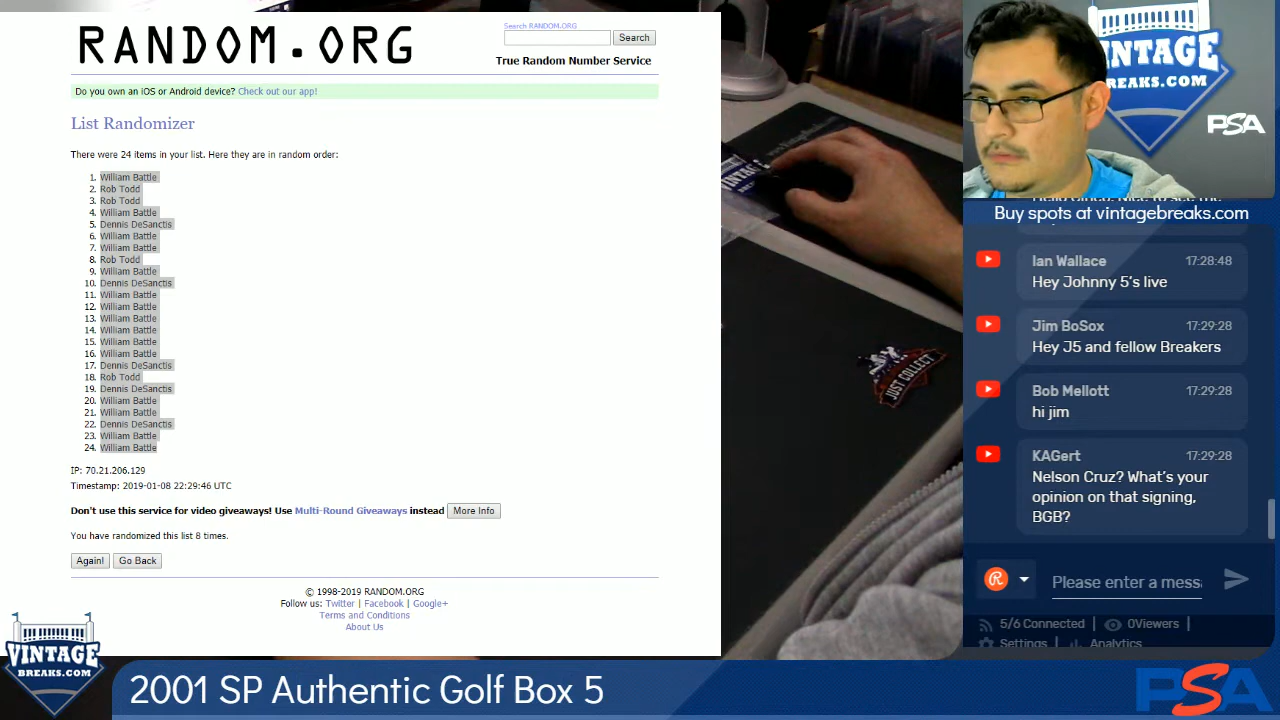 RANDOM.ORG
Search RANDOM.ORG
Search
True Random Number Service
Do you own an iOS or Android device? Check out our app!
List Randomizer
There were 24 items in your list. Here they are in random order:
1. William Battle
2. Rob Todd
3. Rob Todd
4. William Battle
5. Dennis DeSanctis
6. William Battle
7. William Battle
8. Rob Todd
9. William Battle
10. Dennis DeSanctis
11. William Battle
12. William Battle
13. William Battle
14. William Battle
15. William Battle
16. William Battle
17. Dennis DeSanctis
18. Rob Todd
19. Dennis DeSanctis
20. William Battle
21. William Battle
22. Dennis DeSanctis
23. William Battle
24. William Battle
IP: 70.21.206.129
Timestamp: 2019-01-08 22:29:46 UTC
Don't use this service for video giveaways! Use Multi-Round Giveaways instead More Info
You have randomized this list 8 times.
Again! Go Back
© 1998-2019 RANDOM.ORG
Follow us: Twitter | Facebook | Google+
Terms and Conditions
About Us
VINTAGE
BREAKS.COM
2001 SP Authentic Golf Box 5
PSA
VINTAGE
JUST COLLECT
INTAGE
BREAKS.COM
PSA
Buy spots at vintagebreaks.com
Ian Wallace 17:28:48
Hey Johnny 5's live
Jim BoSox 17:29:28
Hey J5 and fellow Breakers
Bob Mellott 17:29:28
hi jim
KAGert 17:29:28
Nelson Cruz? What's your
opinion on that signing,
BGB?
Please enter a messa
5/6 Connected | 0Viewers |
Settings | Analytics